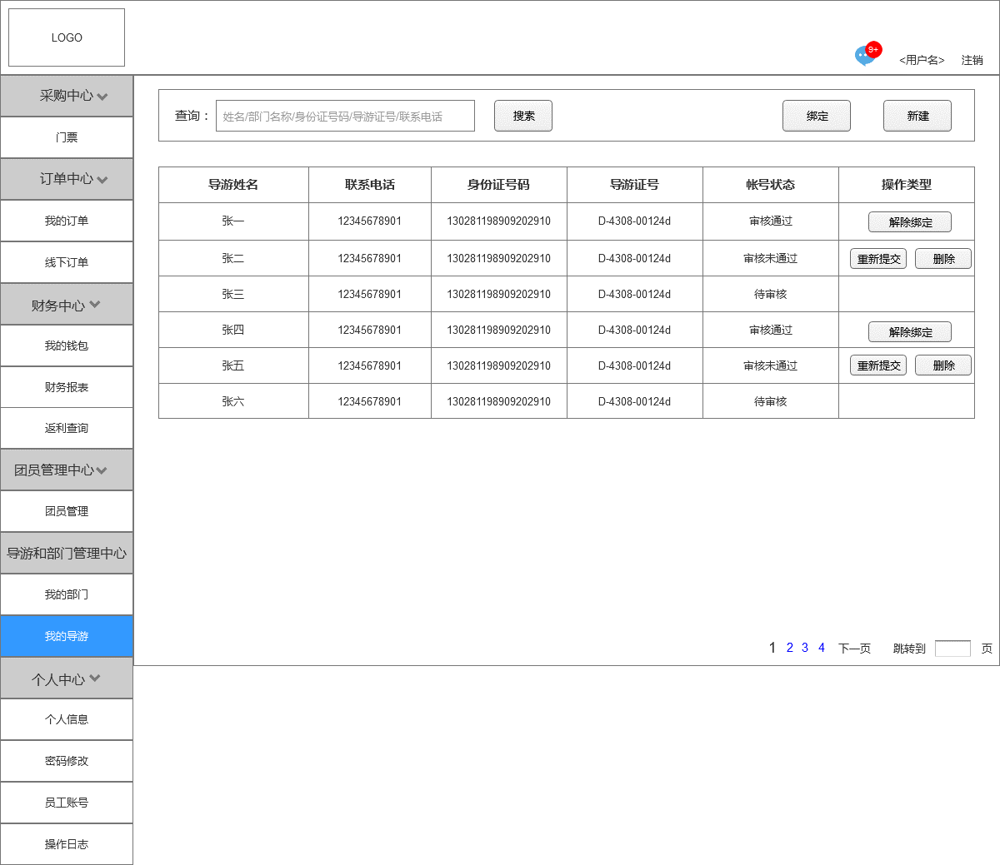 LOGO
9+
<用户名> 注销
采购中心
门票
订单中心
我的订单
线下订单
财务中心
我的钱包
财务报表
返利查询
团员管理中心
团员管理
导游和部门管理中心
我的部门
我的导游
个人中心
个人信息
密码修改
员工账号
操作日志
查询： 姓名/部门名称/身份证号码/导游证号/联系电话 搜索 绑定 新建
导游姓名 联系电话 身份证号码 导游证号 帐号状态 操作类型
张一 12345678901 130281198909202910 D-4308-00124d 审核通过 解除绑定
张二 12345678901 130281198909202910 D-4308-00124d 审核未通过 重新提交 删除
张三 12345678901 130281198909202910 D-4308-00124d 待审核
张四 12345678901 130281198909202910 D-4308-00124d 审核通过 解除绑定
张五 12345678901 130281198909202910 D-4308-00124d 审核未通过 重新提交 删除
张六 12345678901 130281198909202910 D-4308-00124d 待审核
1 2 3 4 下一页 跳转到 页